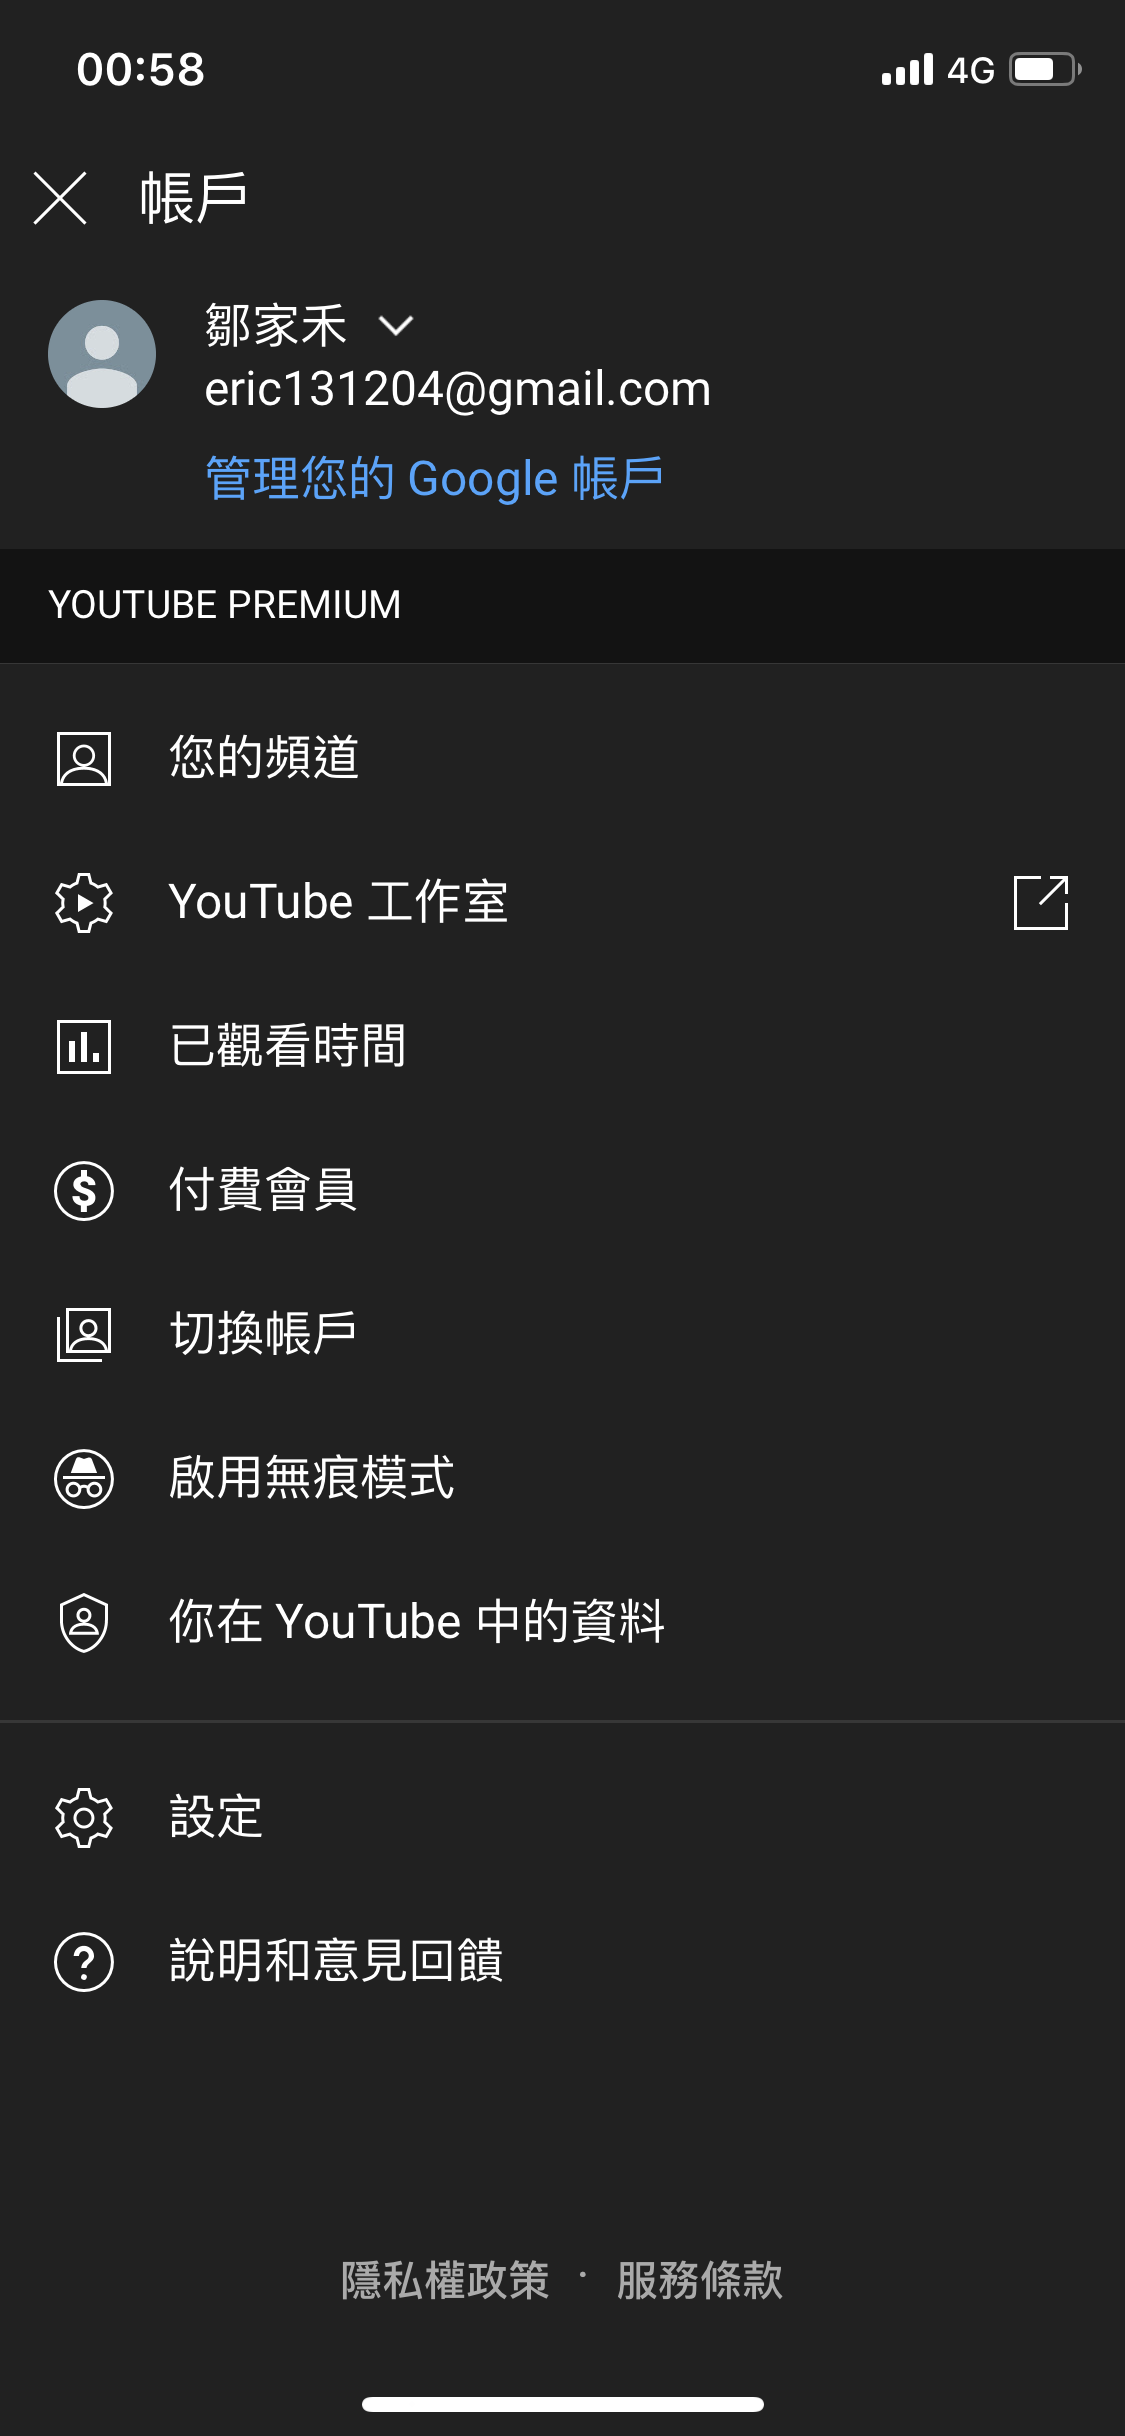 00:58
4G
帳戶
鄒家禾
eric131204@gmail.com
管理您的 Google 帳戶
YOUTUBE PREMIUM
您的頻道
YouTube 工作室
已觀看時間
付費會員
切換帳戶
啟用無痕模式
你在 YouTube 中的資料
設定
說明和意見回饋
隱私權政策 · 服務條款